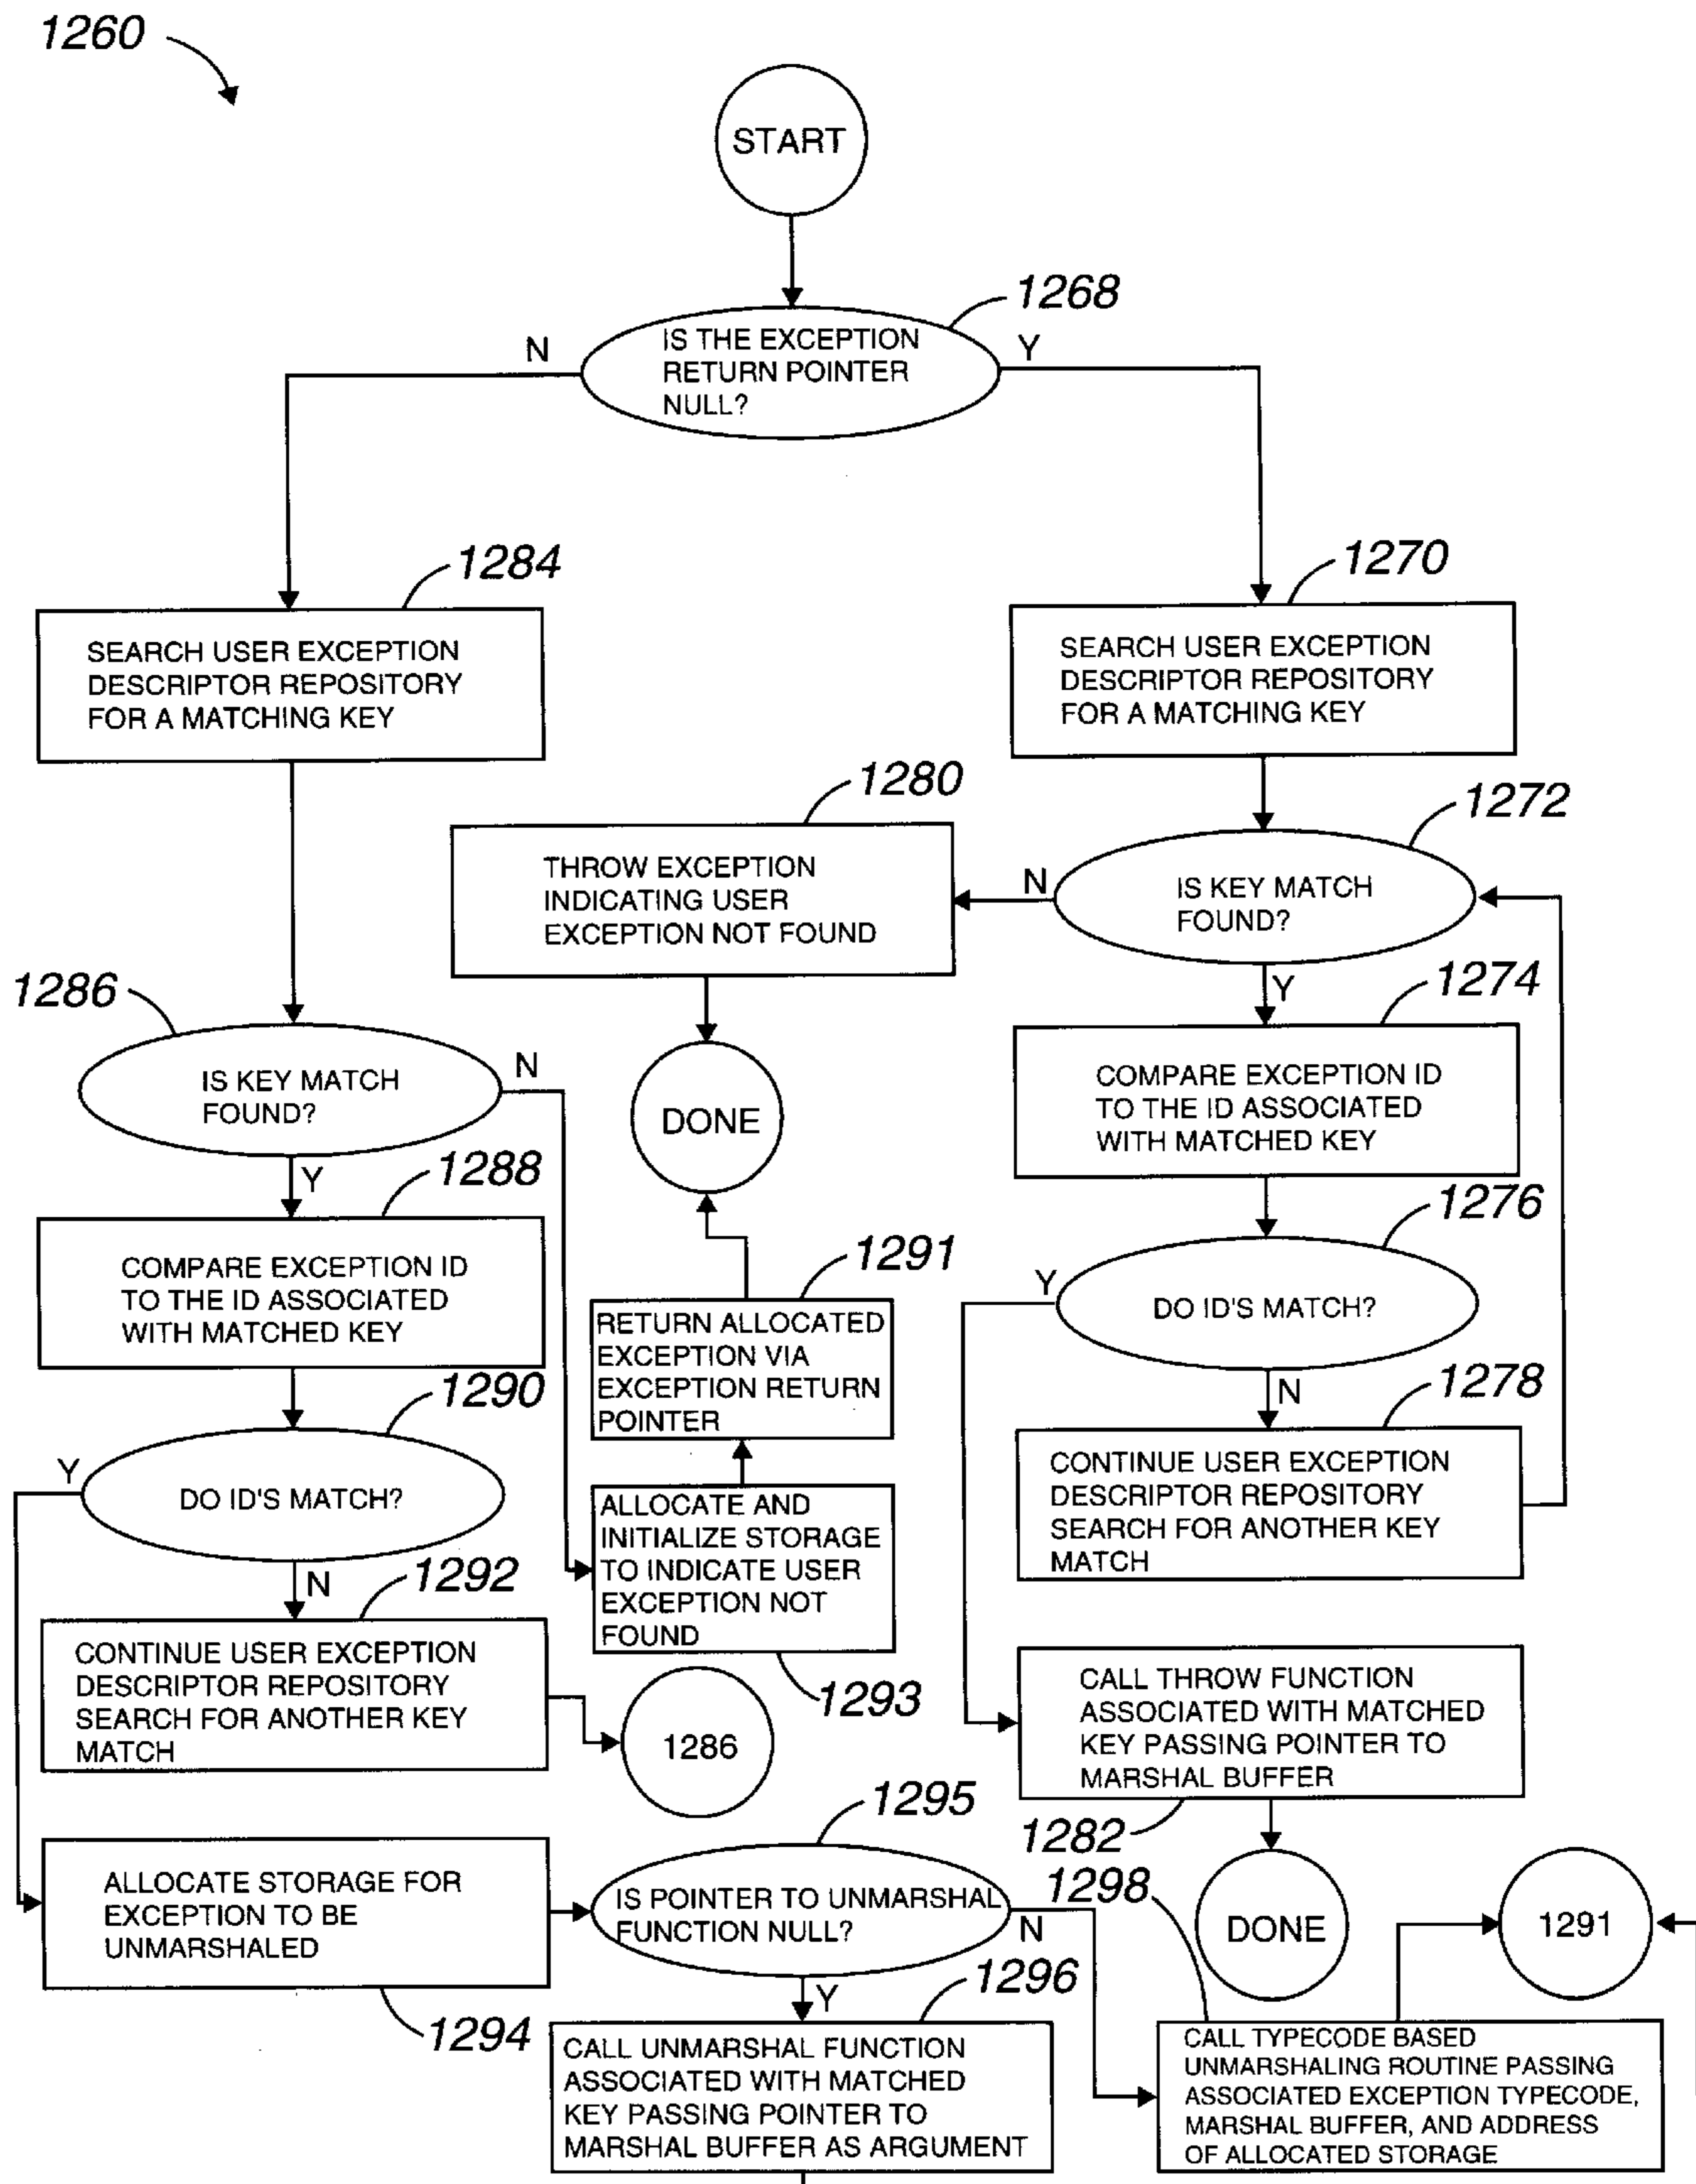 1260
START
1268
N
IS THE EXCEPTION
RETURN POINTER
NULL?
Y
1284
1270
SEARCH USER EXCEPTION
DESCRIPTOR REPOSITORY
FOR A MATCHING KEY
SEARCH USER EXCEPTION
DESCRIPTOR REPOSITORY
FOR A MATCHING KEY
1280
1272
THROW EXCEPTION
INDICATING USER
EXCEPTION NOT FOUND
N
IS KEY MATCH
FOUND?
Y
1274
1286
IS KEY MATCH
FOUND?
N
Y
DONE
COMPARE EXCEPTION ID
TO THE ID ASSOCIATED
WITH MATCHED KEY
1288
1276
COMPARE EXCEPTION ID
TO THE ID ASSOCIATED
WITH MATCHED KEY
1291
RETURN ALLOCATED
EXCEPTION VIA
EXCEPTION RETURN
POINTER
Y
DO ID'S MATCH?
N
1278
1290
Y
DO ID'S MATCH?
N
CONTINUE USER EXCEPTION
DESCRIPTOR REPOSITORY
SEARCH FOR ANOTHER KEY
MATCH
ALLOCATE AND
INITIALIZE STORAGE
TO INDICATE USER
EXCEPTION NOT
FOUND
1293
1292
CONTINUE USER EXCEPTION
DESCRIPTOR REPOSITORY
SEARCH FOR ANOTHER KEY
MATCH
1286
CALL THROW FUNCTION
ASSOCIATED WITH MATCHED
KEY PASSING POINTER TO
MARSHAL BUFFER
1282
1295
ALLOCATE STORAGE FOR
EXCEPTION TO BE
UNMARSHALED
1294
IS POINTER TO UNMARSHAL
FUNCTION NULL?
N
Y
1298
DONE
1291
1296
CALL UNMARSHAL FUNCTION
ASSOCIATED WITH MATCHED
KEY PASSING POINTER TO
MARSHAL BUFFER AS ARGUMENT
CALL TYPECODE BASED
UNMARSHALING ROUTINE PASSING
ASSOCIATED EXCEPTION TYPECODE,
MARSHAL BUFFER, AND ADDRESS
OF ALLOCATED STORAGE